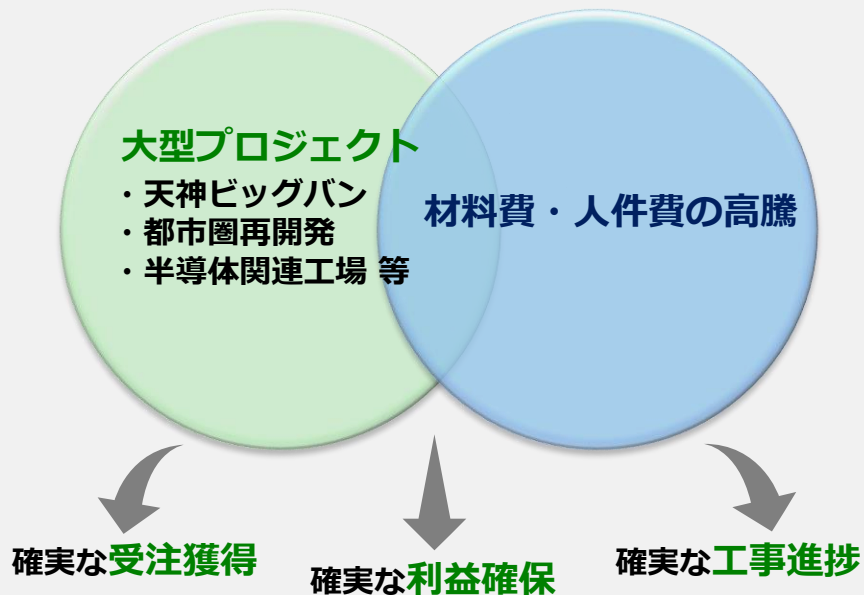 大型プロジェクト
・天神ビッグバン
・都市圏再開発
・半導体関連工場 等
材料費・人件費の高騰
確実な受注獲得
確実な利益確保
確実な工事進捗